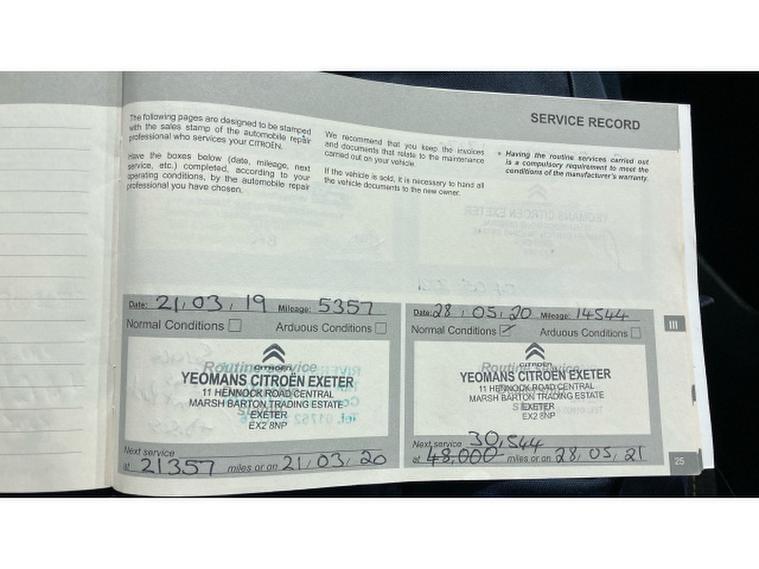 SERVICE RECORD
The following pages are designed to be stamped
with the sales stamp of the automobile repair
professional who services your CITROËN.
Have the boxes below (date, mileage, next
service, etc.) completed, according to your
operating conditions, by the automobile repair
professional you have chosen.
We recommend that you keep the invoices
and documents that relate to the maintenance
carried out on your vehicle.
If the vehicle is sold, it is necessary to hand all
the vehicle documents to the new owner.
* Having the routine services carried out
is a compulsory requirement to meet the
conditions of the manufacturer's warranty.
Date: 21/03/19 Mileage: 5357
Normal Conditions Arduous Conditions
CITROËN
Routine Service
YEOMANS CITROËN EXETER
11 HENNOCK ROAD CENTRAL
MARSH BARTON TRADING ESTATE
EXETER
EX2 8NP
Next service
at 21357 miles or on 21/03/20
Date: 28/05/20 Mileage: 14544
Normal Conditions Arduous Conditions
CITROËN
Routine Service
YEOMANS CITROËN EXETER
11 HENNOCK ROAD CENTRAL
MARSH BARTON TRADING ESTATE
EXETER
EX2 8NP
Next service 30,544
at 48,000 miles or on 28/05/21
III
25